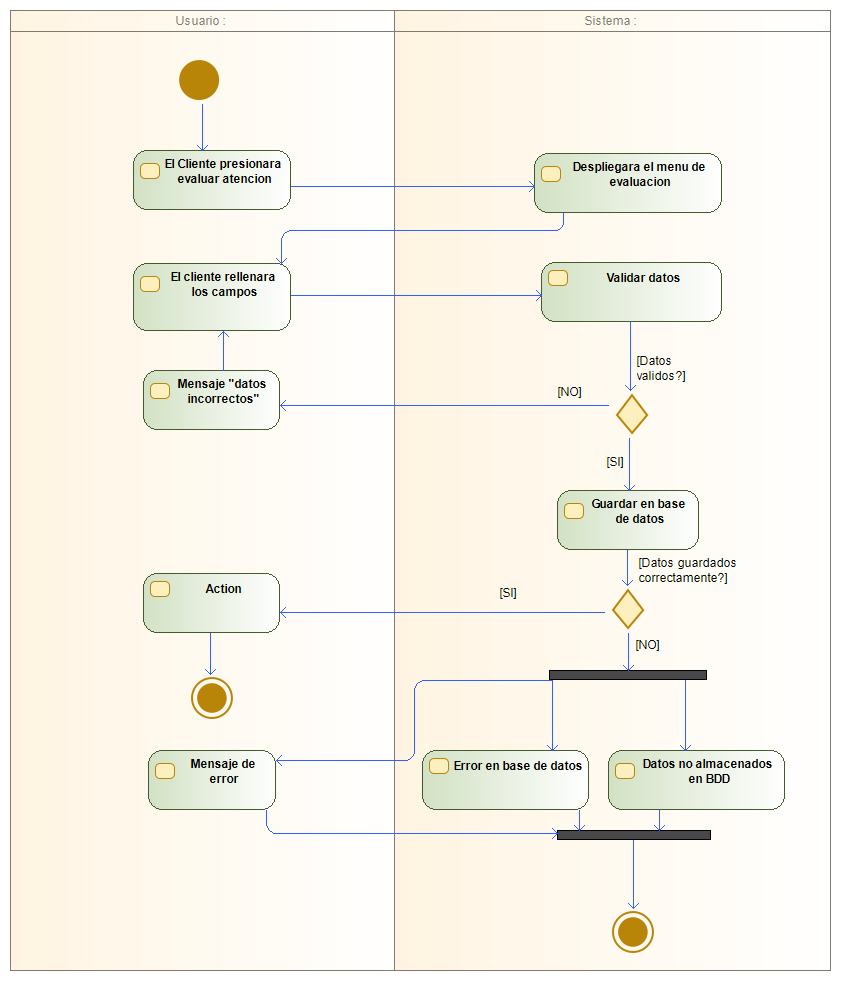 Usuario :
Sistema :
El Cliente presionara
evaluar atencion
Despliegara el menu de
evaluacion
El cliente rellenara
los campos
Validar datos
[Datos
validos?]
Mensaje "datos
incorrectos"
[NO]
[SI]
Guardar en base
de datos
[Datos guardados
correctamente?]
Action
[SI]
[NO]
Mensaje de
error
Error en base de datos
Datos no almacenados
en BDD